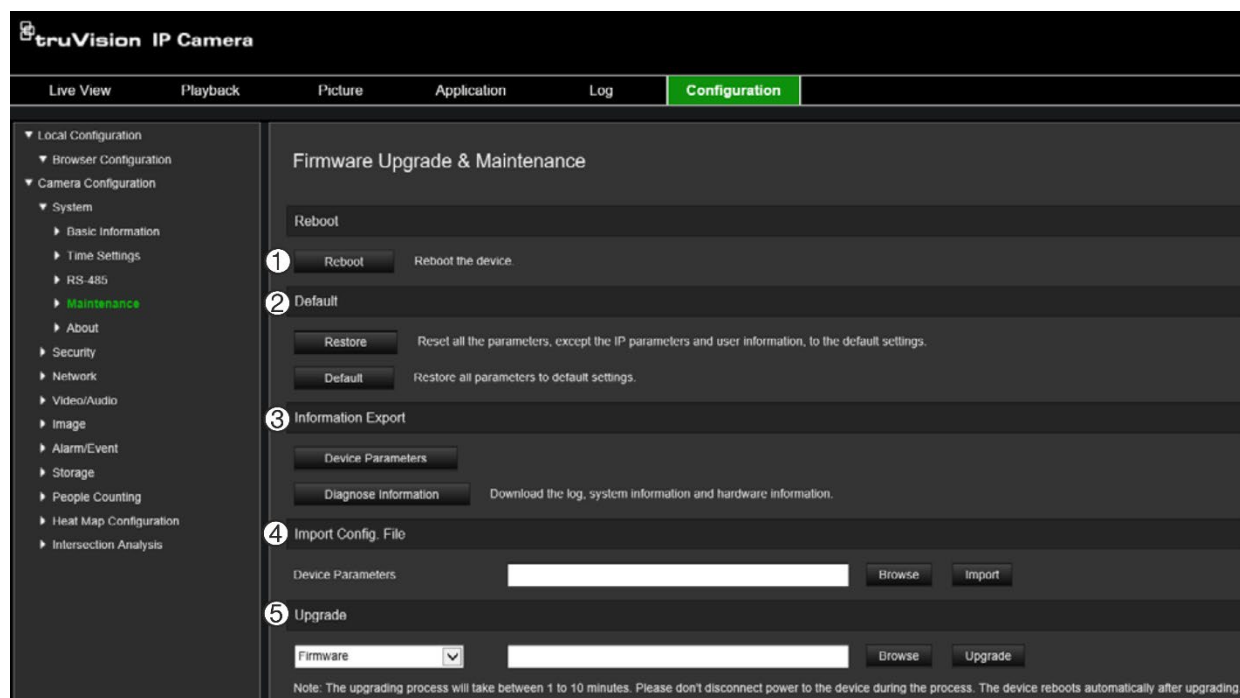 truVision IP Camera
Live View Playback Picture Application Log Configuration
Local Configuration
Browser Configuration
Camera Configuration
System
Basic Information
Time Settings
RS-485
Maintenance
About
Security
Network
Video/Audio
Image
Alarm/Event
Storage
People Counting
Heat Map Configuration
Intersection Analysis
Firmware Upgrade & Maintenance
Reboot
1 Reboot Reboot the device.
2 Default
Restore Reset all the parameters, except the IP parameters and user information, to the default settings.
Default Restore all parameters to default settings.
3 Information Export
Device Parameters
Diagnose Information Download the log, system information and hardware information.
4 Import Config. File
Device Parameters Browse Import
5 Upgrade
Firmware Browse Upgrade
Note: The upgrading process will take between 1 to 10 minutes. Please don't disconnect power to the device during the process. The device reboots automatically after upgrading